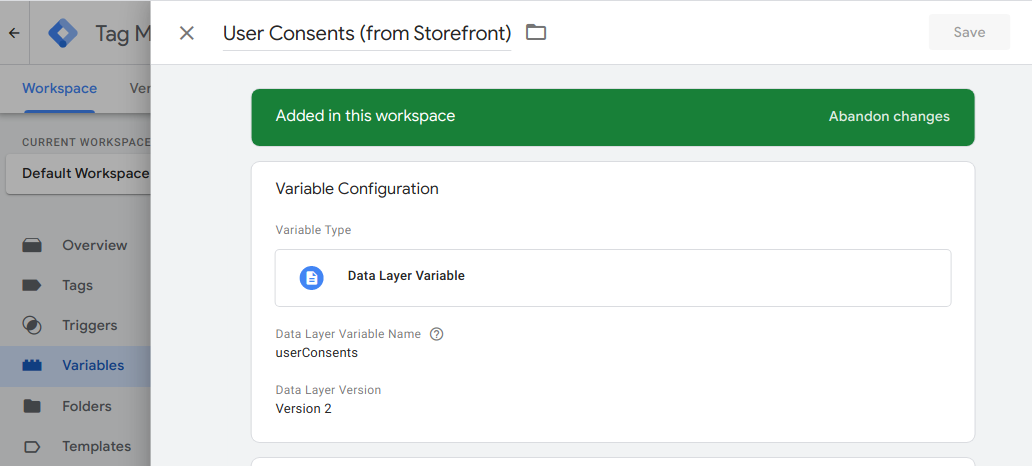 Tag M
User Consents (from Storefront)
Save
Workspace
Ver
Added in this workspace
Abandon changes
CURRENT WORKSPACE
Default Workspace
Variable Configuration
Variable Type
Data Layer Variable
Overview
Tags
Triggers
Variables
Folders
Templates
Data Layer Variable Name
userConsents
Data Layer Version
Version 2